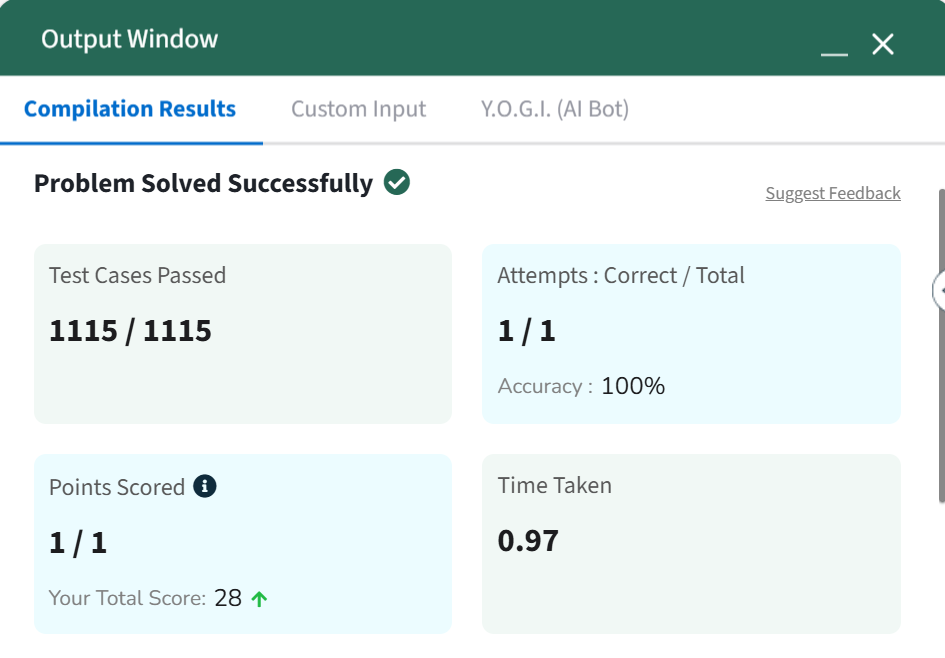 Output Window
Compilation Results
Custom Input
Y.O.G.I. (AI Bot)
Problem Solved Successfully
Suggest Feedback
Test Cases Passed
1115 / 1115
Attempts : Correct / Total
1 / 1
Accuracy : 100%
Points Scored
1 / 1
Your Total Score: 28
Time Taken
0.97